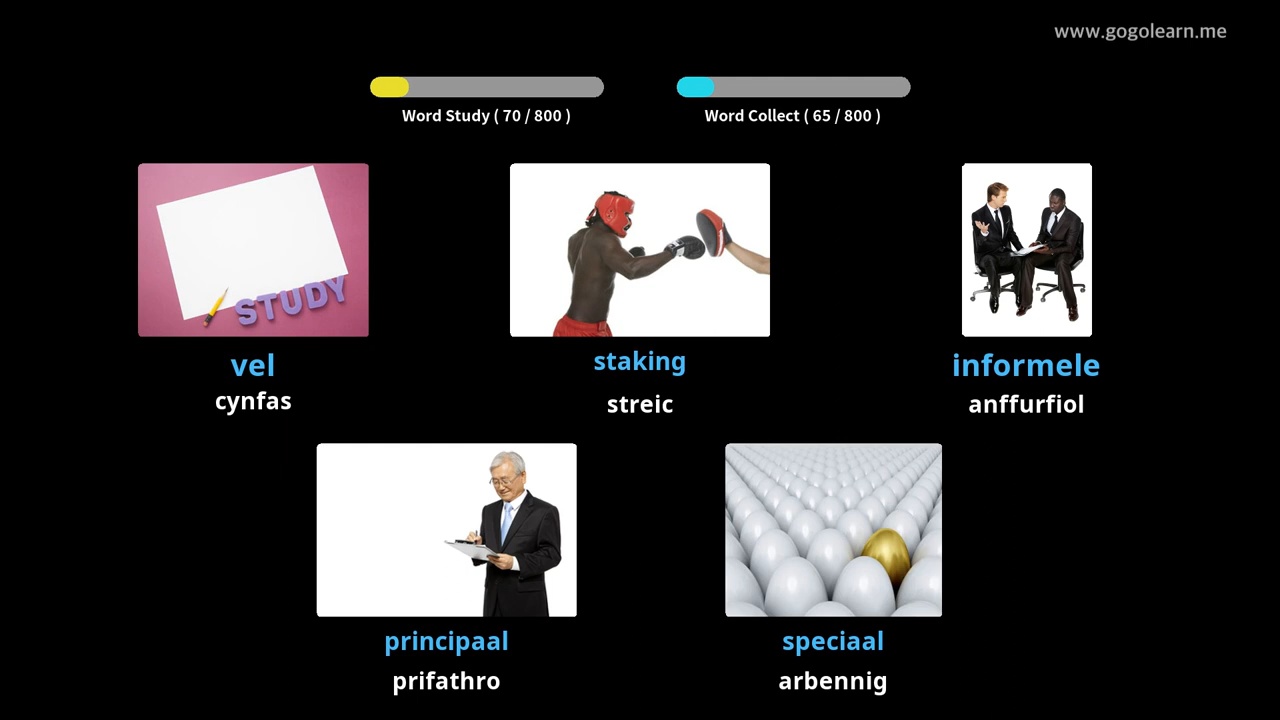 www.gogolearn.me
Word Study ( 70 / 800 )
Word Collect ( 65 / 800 )
STUDY
vel
cynfas
staking
streic
informele
anffurfiol
principaal
prifathro
speciaal
arbennig